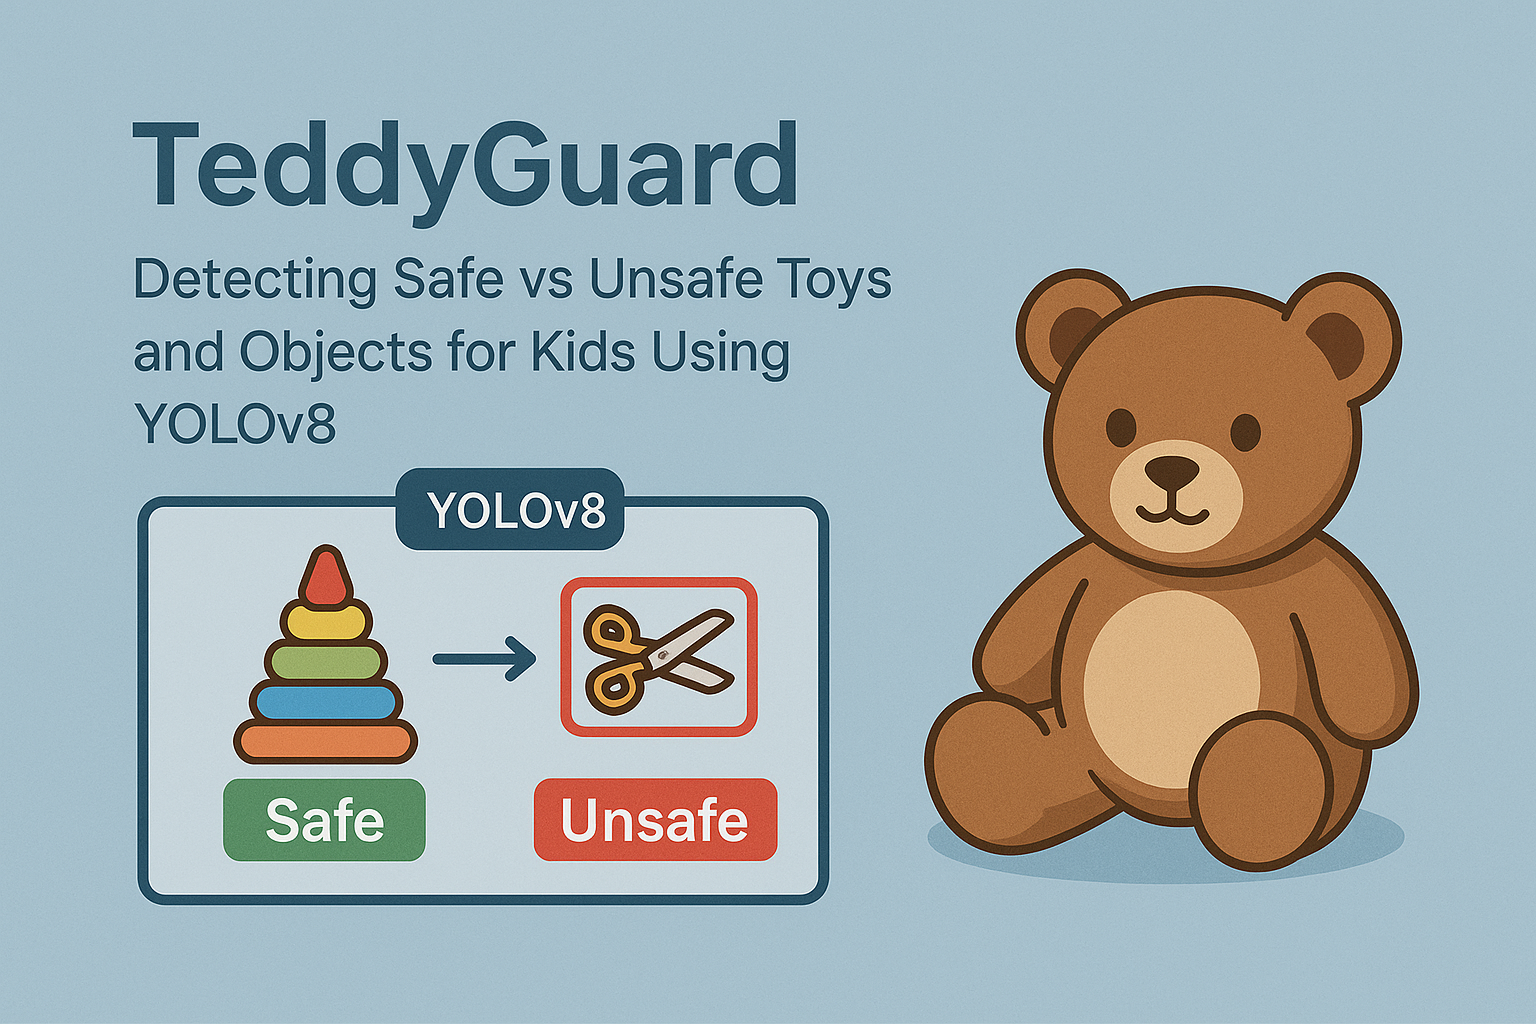 TeddyGuard
Detecting Safe vs Unsafe Toys
and Objects for Kids Using
YOLOv8
YOLOv8
Safe
Unsafe